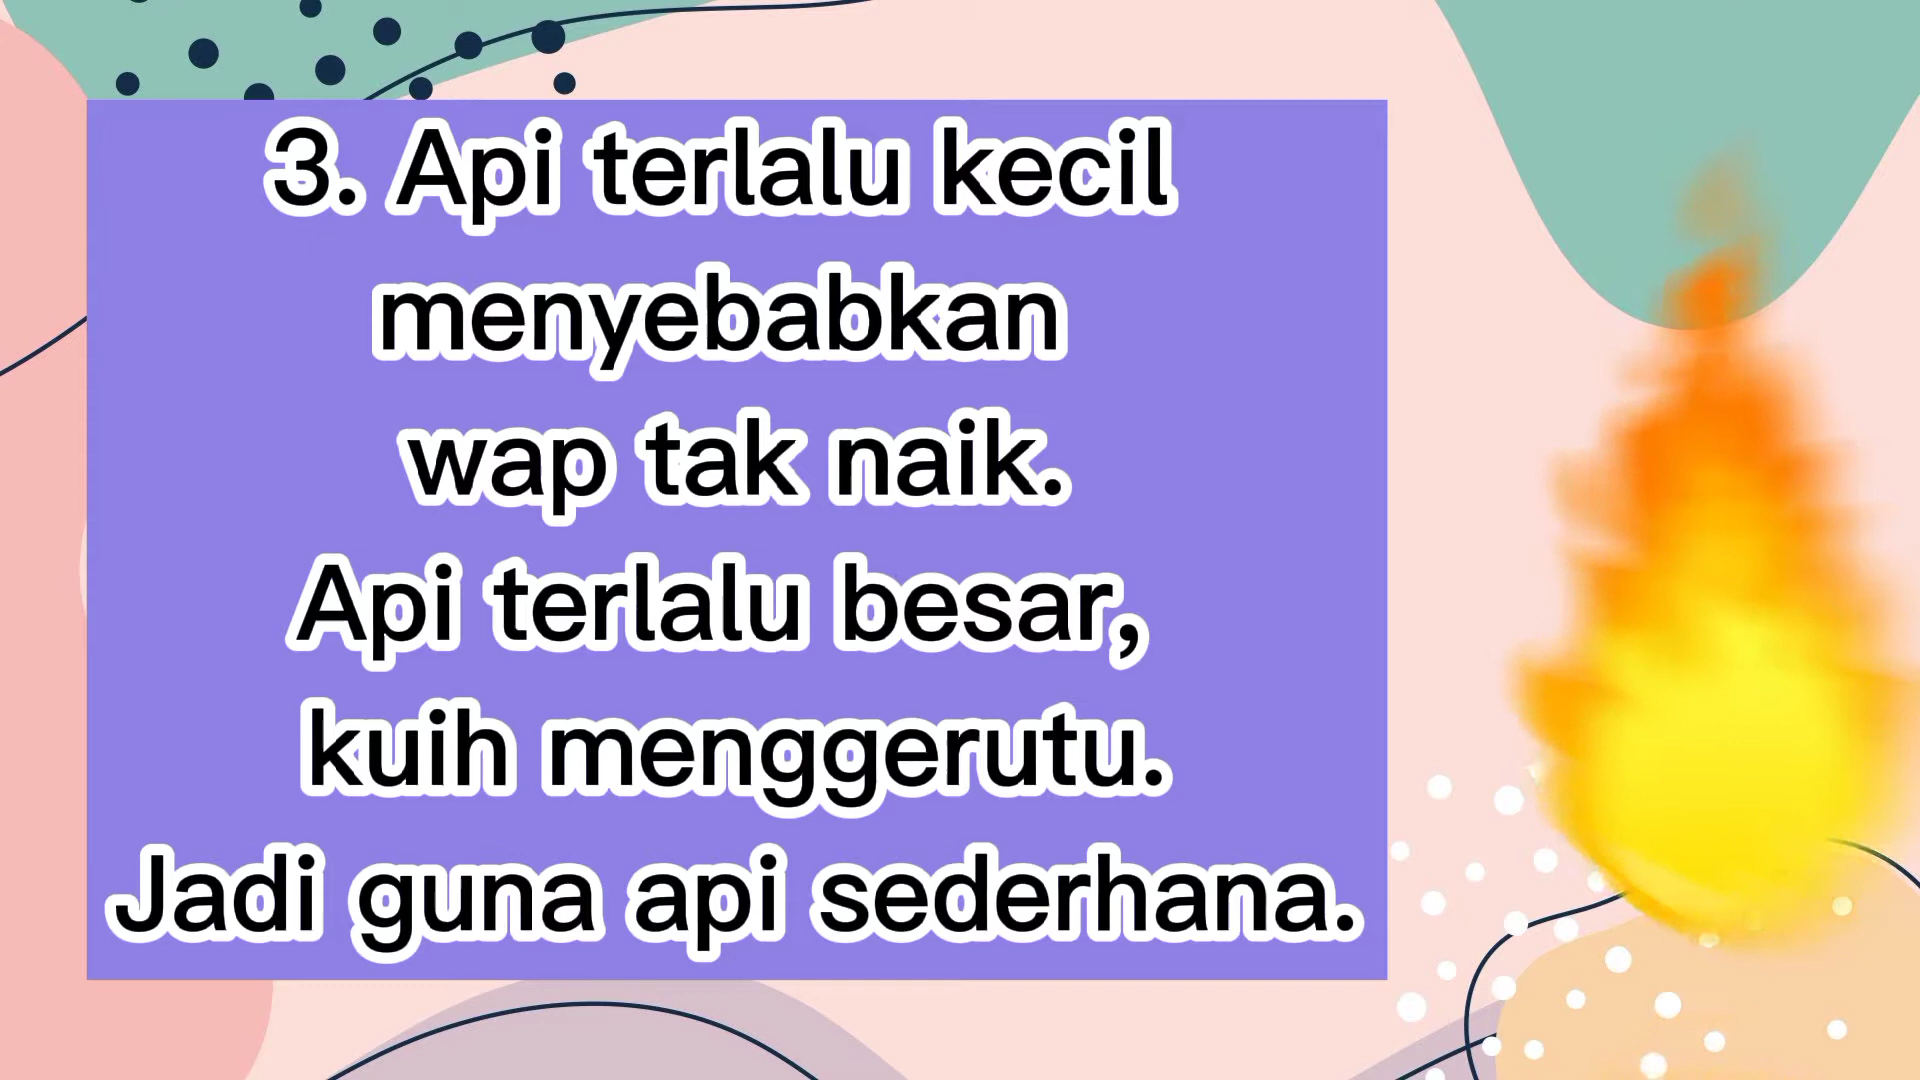 3. Api terlalu kecil
menyebabkan
wap tak naik.
Api terlalu besar,
kuih menggerutu.
Jadi guna api sederhana.